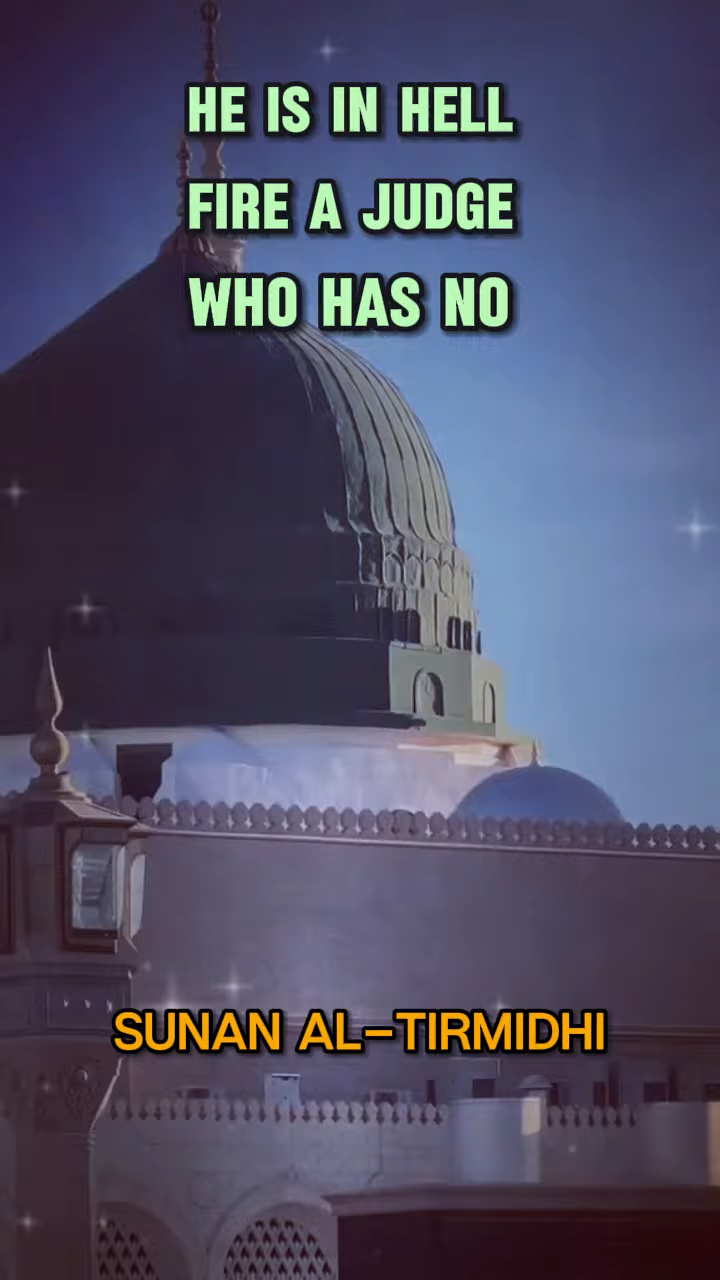 HE IS IN HELL
FIRE A JUDGE
WHO HAS NO
SUNAN AL-TIRMIDHI